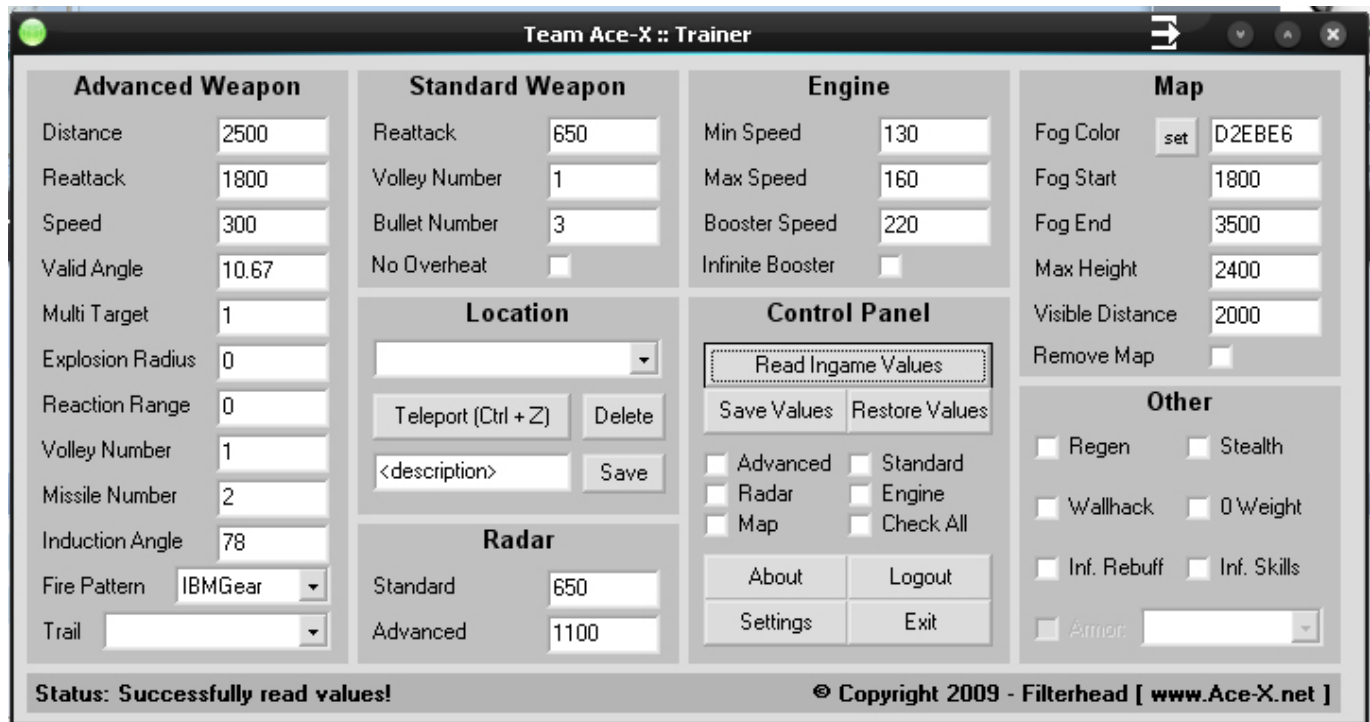 Team Ace-X :: Trainer
Advanced Weapon
Distance 2500
Reattack 1800
Speed 300
Valid Angle 10.67
Multi Target 1
Explosion Radius 0
Reaction Range 0
Volley Number 1
Missile Number 2
Induction Angle 78
Fire Pattern IBMGear
Trail
Standard Weapon
Reattack 650
Volley Number 1
Bullet Number 3
No Overheat
Location
Teleport (Ctrl + Z) Delete
<description> Save
Radar
Standard 650
Advanced 1100
Engine
Min Speed 130
Max Speed 160
Booster Speed 220
Infinite Booster
Control Panel
Read Ingame Values
Save Values Restore Values
Advanced Standard
Radar Engine
Map Check All
About Logout
Settings Exit
Map
Fog Color set D2EBE6
Fog Start 1800
Fog End 3500
Max Height 2400
Visible Distance 2000
Remove Map
Other
Regen Stealth
Wallhack 0 Weight
Inf. Rebuff Inf. Skills
Armor:
Status: Successfully read values! © Copyright 2009 - Filterhead [ www.Ace-X.net ]